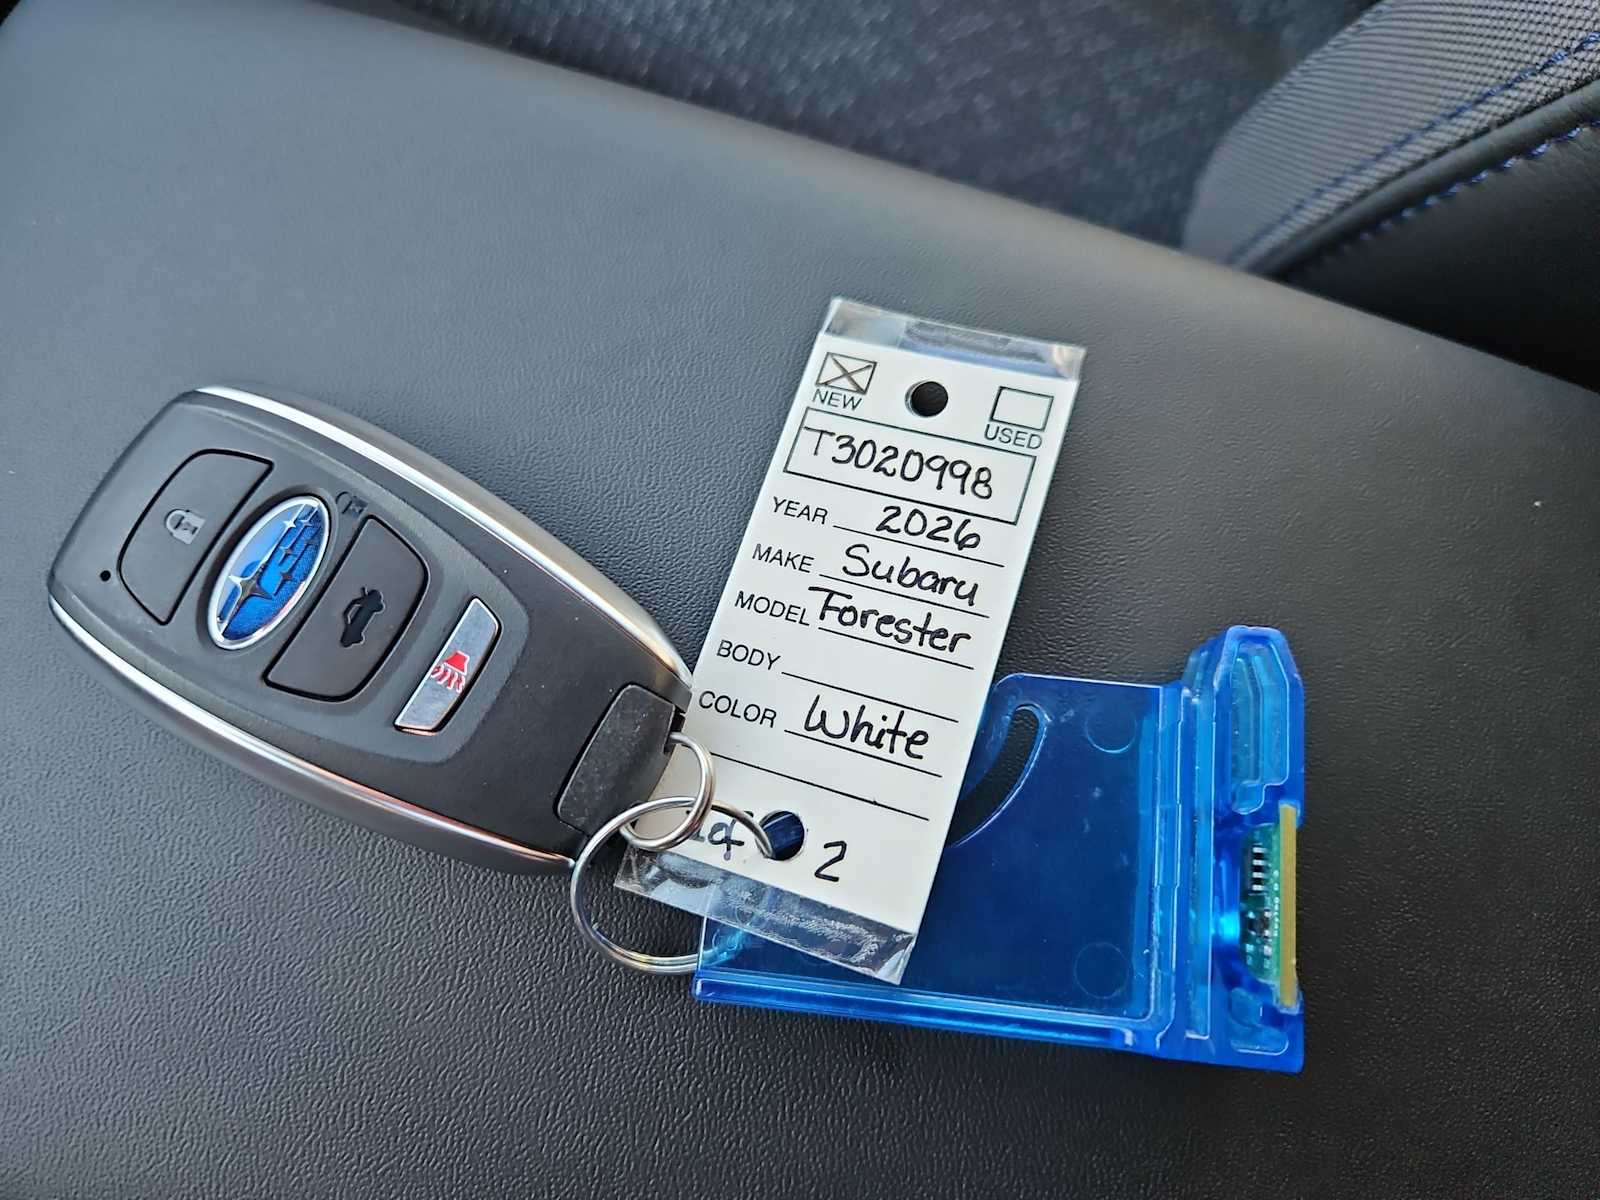 NEW
USED
T3020998
YEAR 2026
MAKE Subaru
MODEL Forester
BODY
COLOR White
2